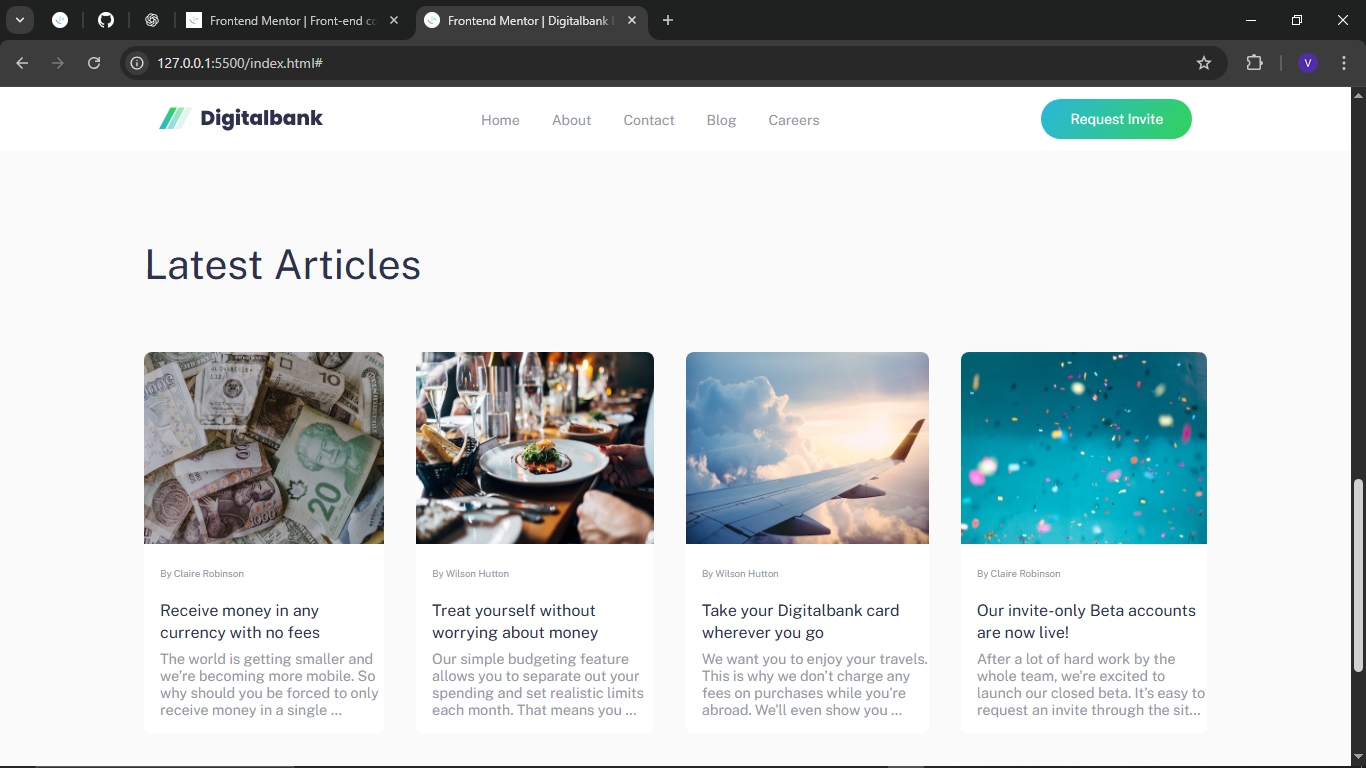 Frontend Mentor | Front-end co
Frontend Mentor | Digitalbank
127.0.0.1:5500/index.html#
V
Digitalbank
Home
About
Contact
Blog
Careers
Request Invite
Latest Articles
By Claire Robinson
Receive money in any
currency with no fees
The world is getting smaller and
we’re becoming more mobile. So
why should you be forced to only
receive money in a single ...
By Wilson Hutton
Treat yourself without
worrying about money
Our simple budgeting feature
allows you to separate out your
spending and set realistic limits
each month. That means you ...
By Wilson Hutton
Take your Digitalbank card
wherever you go
We want you to enjoy your travels.
This is why we don’t charge any
fees on purchases while you’re
abroad. We’ll even show you ...
By Claire Robinson
Our invite-only Beta accounts
are now live!
After a lot of hard work by the
whole team, we’re excited to
launch our closed beta. It’s easy to
request an invite through the sit...